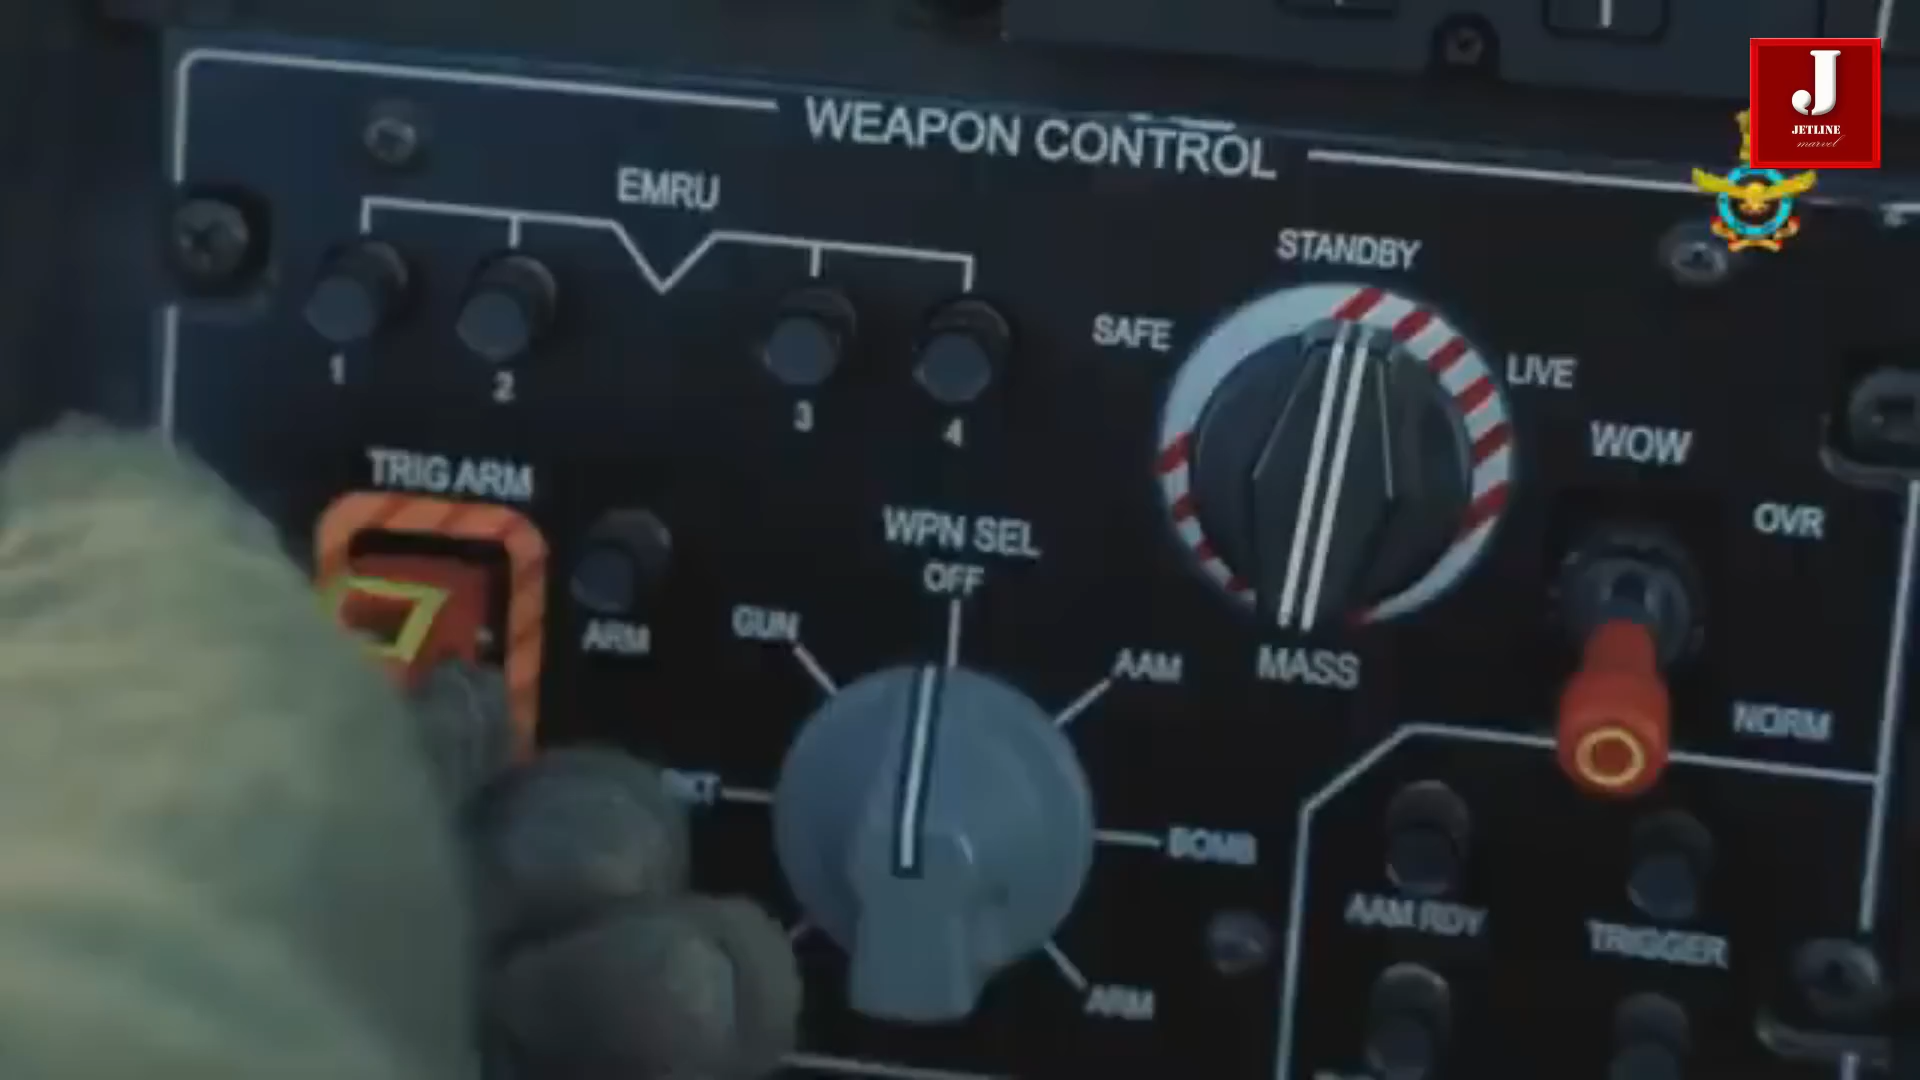 WEAPON CONTROL
J
JETLINE
marvel
EMRU
1
2
3
4
STANDBY
SAFE
LIVE
MASS
WOW
OVR
NORM
TRIG ARM
ARM
WPN SEL
OFF
GUN
AAM
BOMB
ARM
AAM RDY
TRIGGER